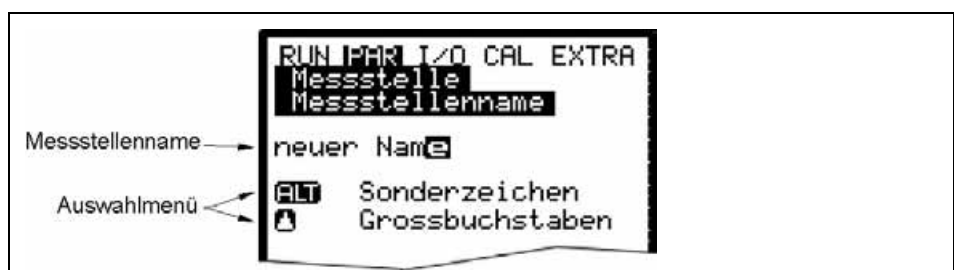 RUN PAR I/O CAL EXTRA
Messstelle
Messstellenname
Messstellenname
neuer Name
Auswahlmenü
ALT Sonderzeichen
Grossbuchstaben